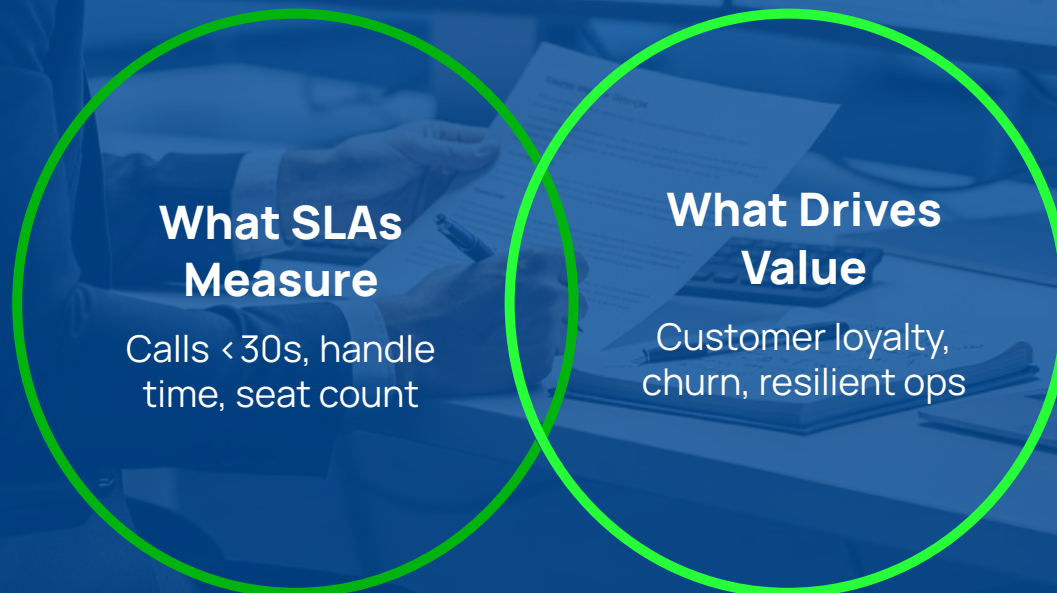 What SLAs
Measure
Calls <30s, handle
time, seat count
What Drives
Value
Customer loyalty,
churn, resilient ops